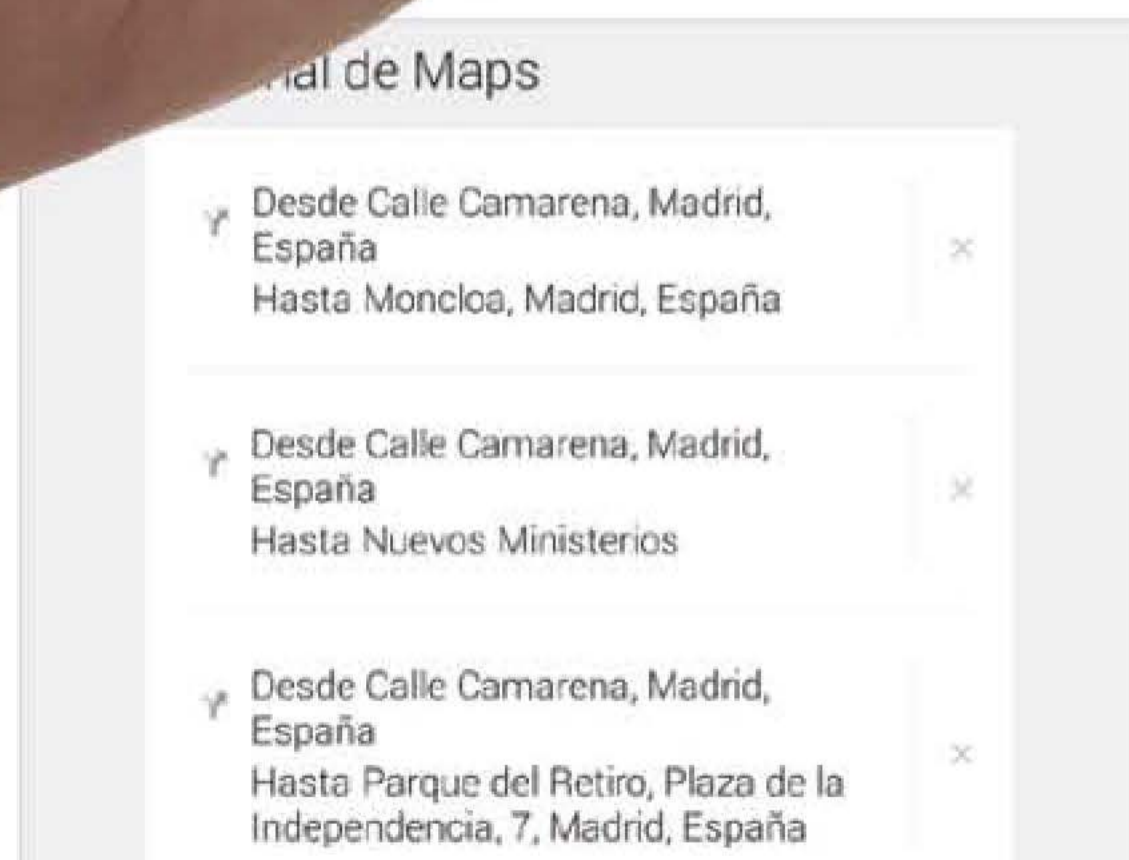 de Maps
Desde Calle Camarena, Madrid,
España
Hasta Moncloa, Madrid, España
Desde Calle Camarena, Madrid,
España
Hasta Nuevos Ministerios
Desde Calle Camarena, Madrid,
España
Hasta Parque del Retiro, Plaza de la
Independencia, 7, Madrid, España